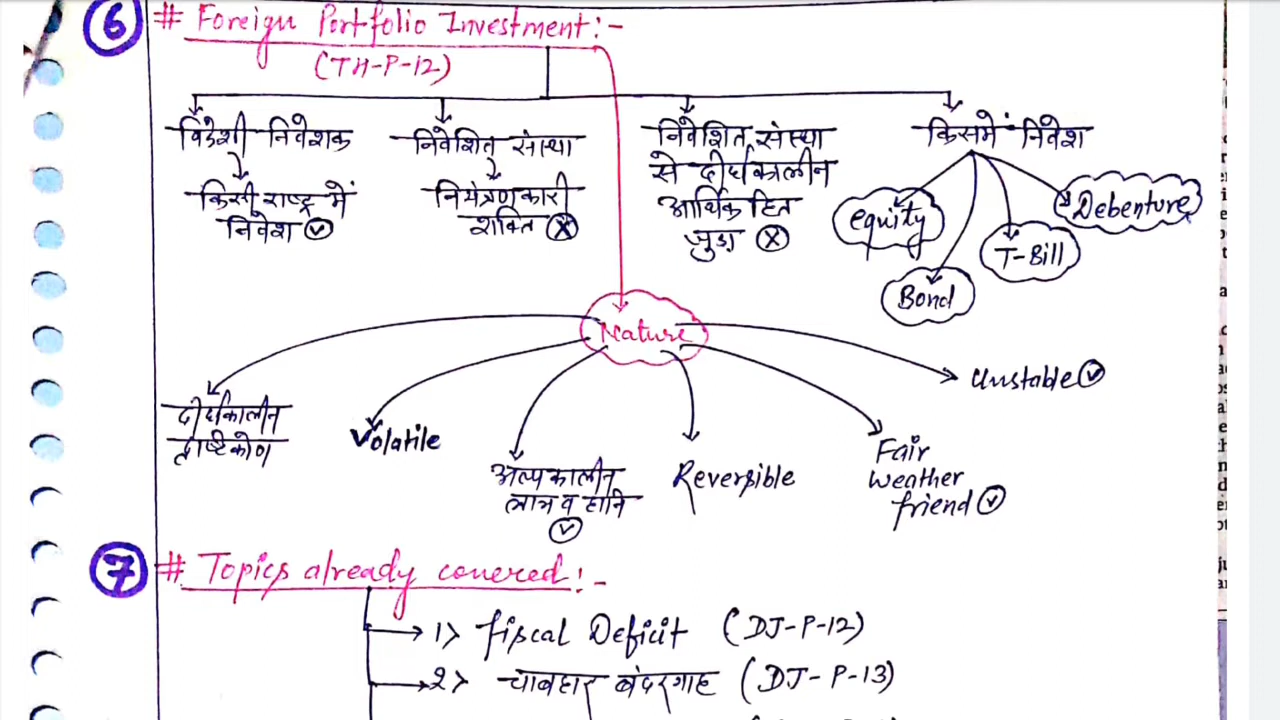 6 # Foreign Portfolio Investment:-
(TH-P-12)
विदेशी निवेशक
किसी राष्ट्र में
निवेश
निवेशित संस्था
नियंत्रणकारी
शक्ति
निवेशित संस्था
से दीर्घकालीन
आर्थिक हित
जुड़ा
किसमें निवेश
equity
Bond
T-Bill
Debenture
Nature
दीर्घकालीन
दृष्टिकोण
Volatile
अल्पकालीन
लाभ व हानि
Reversible
Fair
weather
friend
Unstable
7 # Topics already covered:-
1> fiscal Deficit (DJ-P-12)
2> चाबहार बंदरगाह (DJ-P-13)